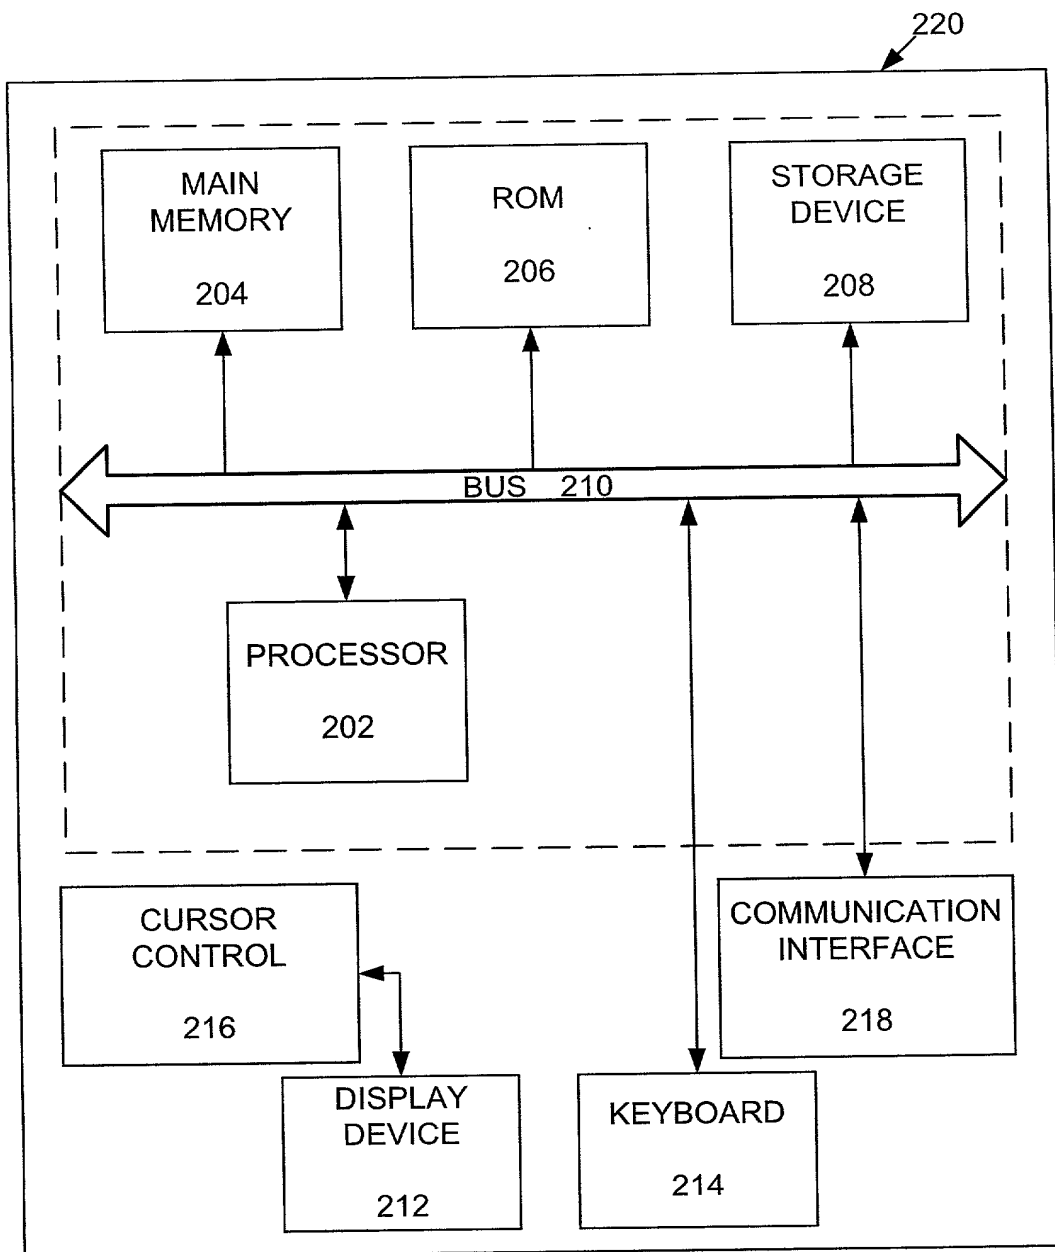 220
MAIN
MEMORY
204
ROM
206
STORAGE
DEVICE
208
BUS 210
PROCESSOR
202
CURSOR
CONTROL
216
COMMUNICATION
INTERFACE
218
DISPLAY
DEVICE
212
KEYBOARD
214